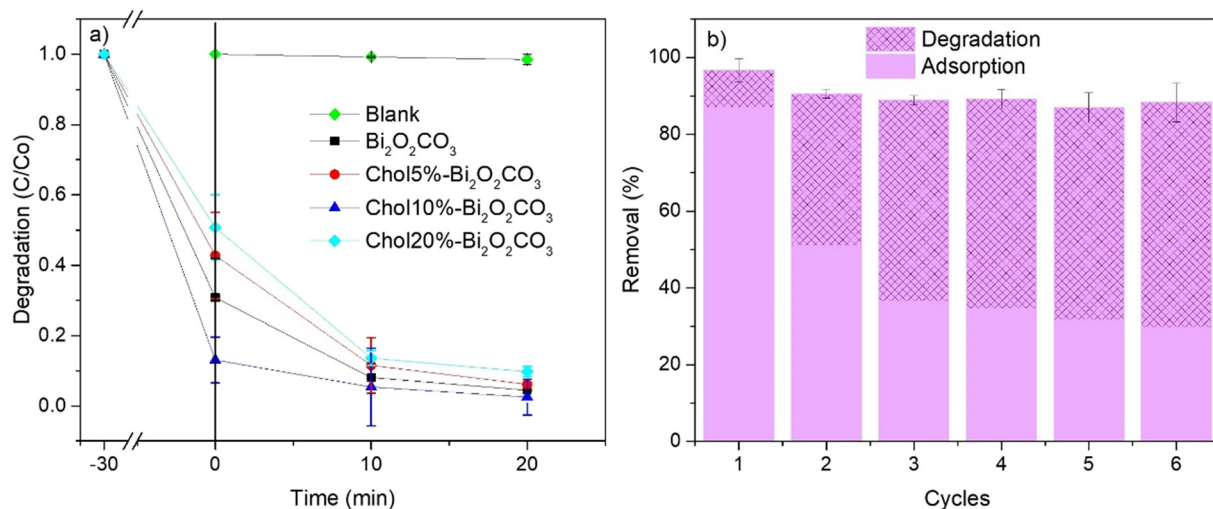 a)
Degradation (C/Co)
1.0
0.8
0.6
0.4
0.2
0.0
Blank
Bi₂O₂CO₃
Chol5%-Bi₂O₂CO₃
Chol10%-Bi₂O₂CO₃
Chol20%-Bi₂O₂CO₃
-30 0 10 20
Time (min)
b)
Removal (%)
100
80
60
40
20
0
Degradation
Adsorption
1 2 3 4 5 6
Cycles